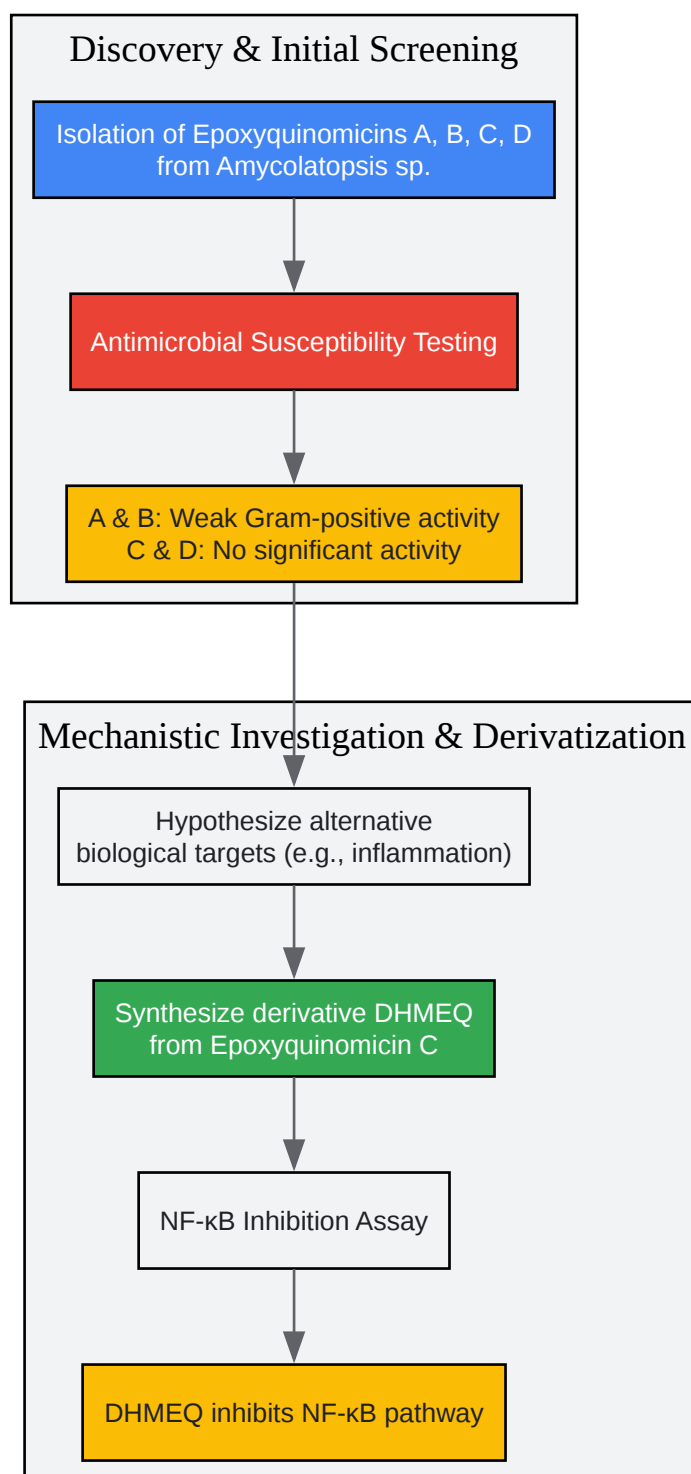 Discovery & Initial Screening
Isolation of Epoxyquinomicins A, B, C, D
from Amycolatopsis sp.
Antimicrobial Susceptibility Testing
A & B: Weak Gram-positive activity
C & D: No significant activity
Mechanistic Investigation & Derivatization
Hypothesize alternative
biological targets (e.g., inflammation)
Synthesize derivative DHMEQ
from Epoxyquinomicin C
NF-κB Inhibition Assay
DHMEQ inhibits NF-κB pathway